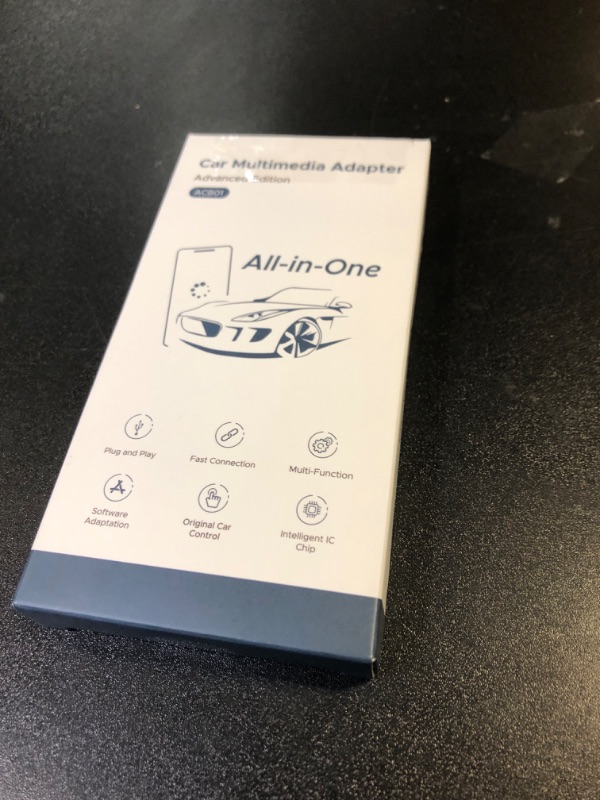 Car Multimedia Adapter
Advanced Edition
ACB01
All-in-One
Plug and Play
Fast Connection
Multi-Function
Software
Adaptation
Original Car
Control
Intelligent IC
Chip